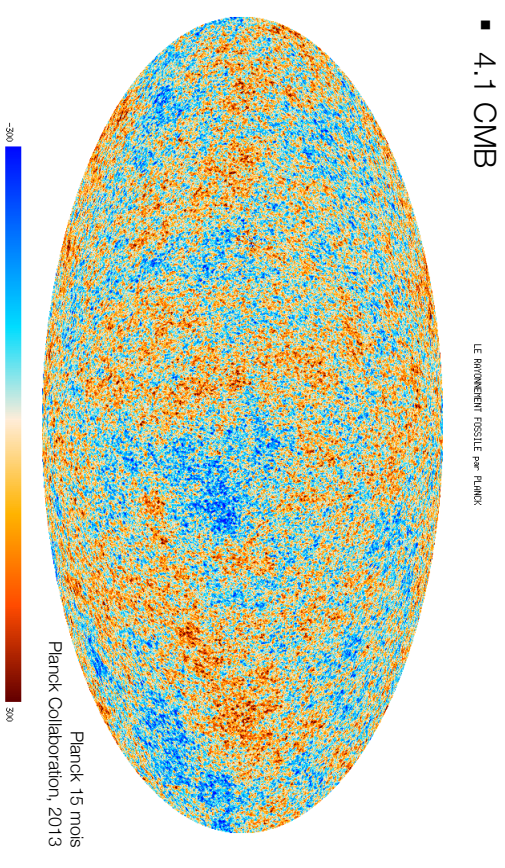 ▪ 4.1 CMB
LE RAYONNEMENT FOSSILE par PLANCK
-300
300
Planck 15 mois
Planck Collaboration, 2013